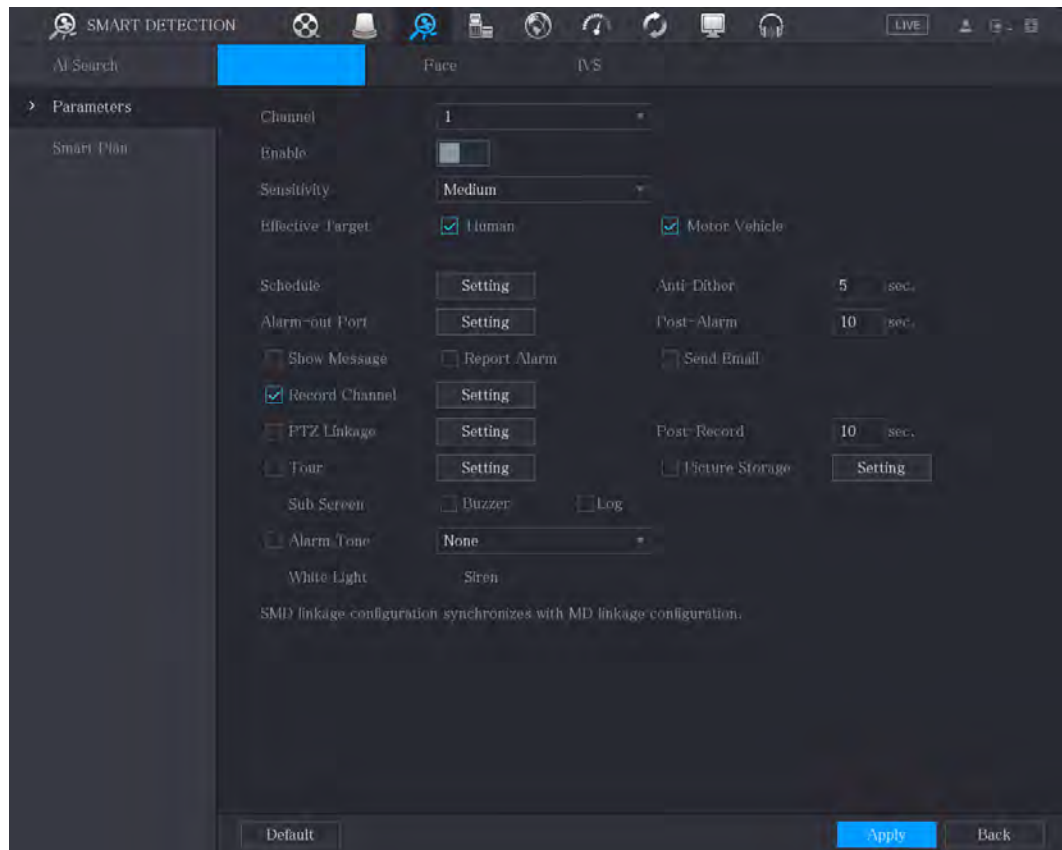 SMART DETECTION LIVE
AI Search Face IVS
Parameters
Smart Plan
Channel 1
Enable
Sensitivity Medium
Effective Target Human Motor Vehicle
Schedule Setting Anti-Dither 5 sec.
Alarm-out Port Setting Post-Alarm 10 sec.
Show Message Report Alarm Send Email
Record Channel Setting
PTZ Linkage Setting Post-Record 10 sec.
Tour Setting Picture Storage Setting
Sub Screen Buzzer Log
Alarm Tone None
White Light Siren
SMD linkage configuration synchronizes with MD linkage configuration.
Default Apply Back